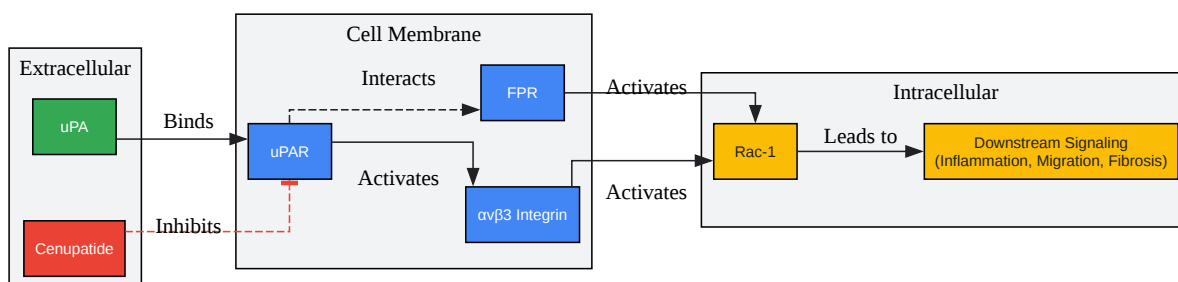 Extracellular
uPA
Cenupatide
Binds
Inhibits
Cell Membrane
Interacts
FPR
uPAR
Activates
αvβ3 Integrin
Activates
Activates
Intracellular
Rac-1
Leads to
Downstream Signaling
(Inflammation, Migration, Fibrosis)